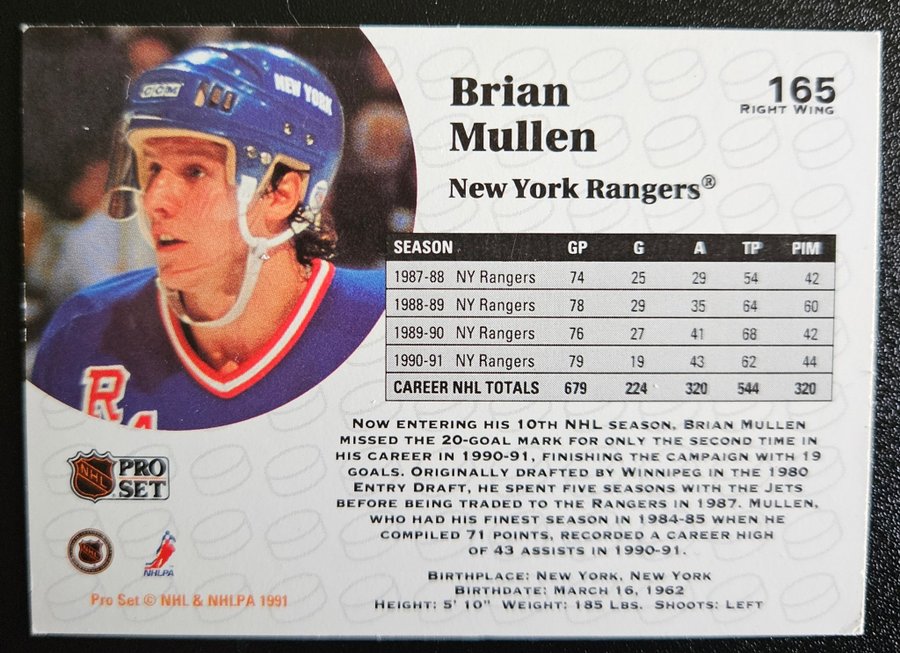 CCM
NEW YORK
R
Brian
Mullen
New York Rangers®
165
RIGHT WING
SEASON GP G A TP PIM
1987-88 NY Rangers 74 25 29 54 42
1988-89 NY Rangers 78 29 35 64 60
1989-90 NY Rangers 76 27 41 68 42
1990-91 NY Rangers 79 19 43 62 44
CAREER NHL TOTALS 679 224 320 544 320
NOW ENTERING HIS 10TH NHL SEASON, BRIAN MULLEN
MISSED THE 20-GOAL MARK FOR ONLY THE SECOND TIME IN
HIS CAREER IN 1990-91, FINISHING THE CAMPAIGN WITH 19
GOALS. ORIGINALLY DRAFTED BY WINNIPEG IN THE 1980
ENTRY DRAFT, HE SPENT FIVE SEASONS WITH THE JETS
BEFORE BEING TRADED TO THE RANGERS IN 1987. MULLEN,
WHO HAD HIS FINEST SEASON IN 1984-85 WHEN HE
COMPILED 71 POINTS, RECORDED A CAREER HIGH
OF 43 ASSISTS IN 1990-91.
BIRTHPLACE: NEW YORK, NEW YORK
BIRTHDATE: MARCH 16, 1962
HEIGHT: 5' 10" WEIGHT: 185 LBS. SHOOTS: LEFT
NHL
PRO
SET
NHL
NHLPA
Pro Set © NHL & NHLPA 1991